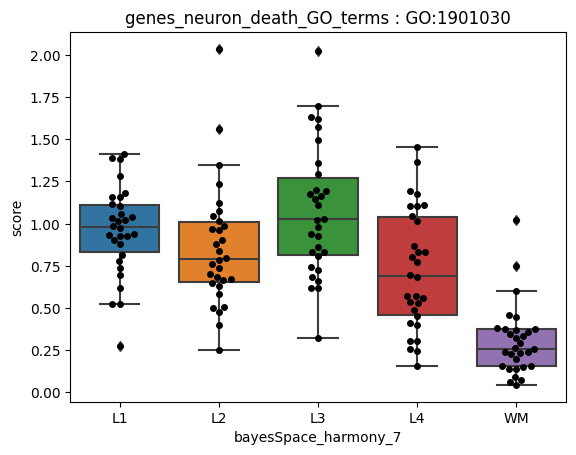 genes_neuron_death_GO_terms : GO:1901030
2.00
1.75
1.50
1.25
1.00
0.75
0.50
0.25
0.00
score
L1 L2 L3 L4 WM
bayesSpace_harmony_7